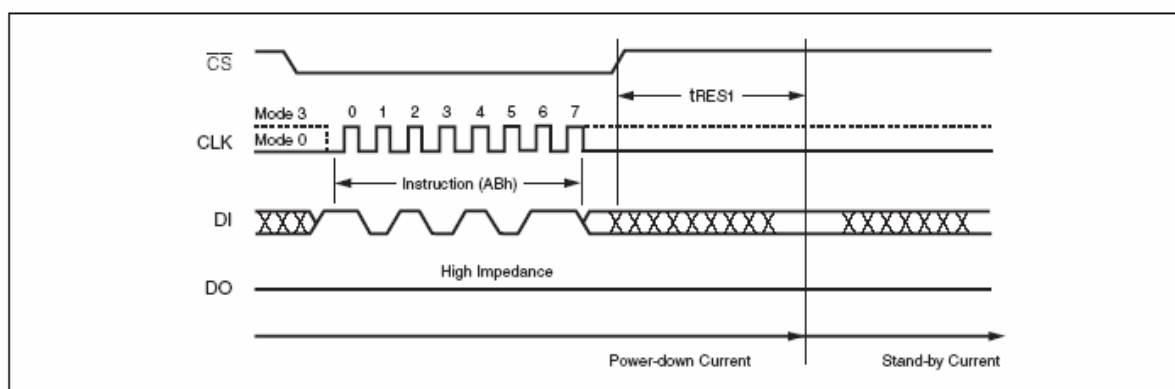 CS
tRES1
Mode 3 0 1 2 3 4 5 6 7
CLK Mode 0
Instruction (ABh)
DI
High Impedance
DO
Power-down Current Stand-by Current